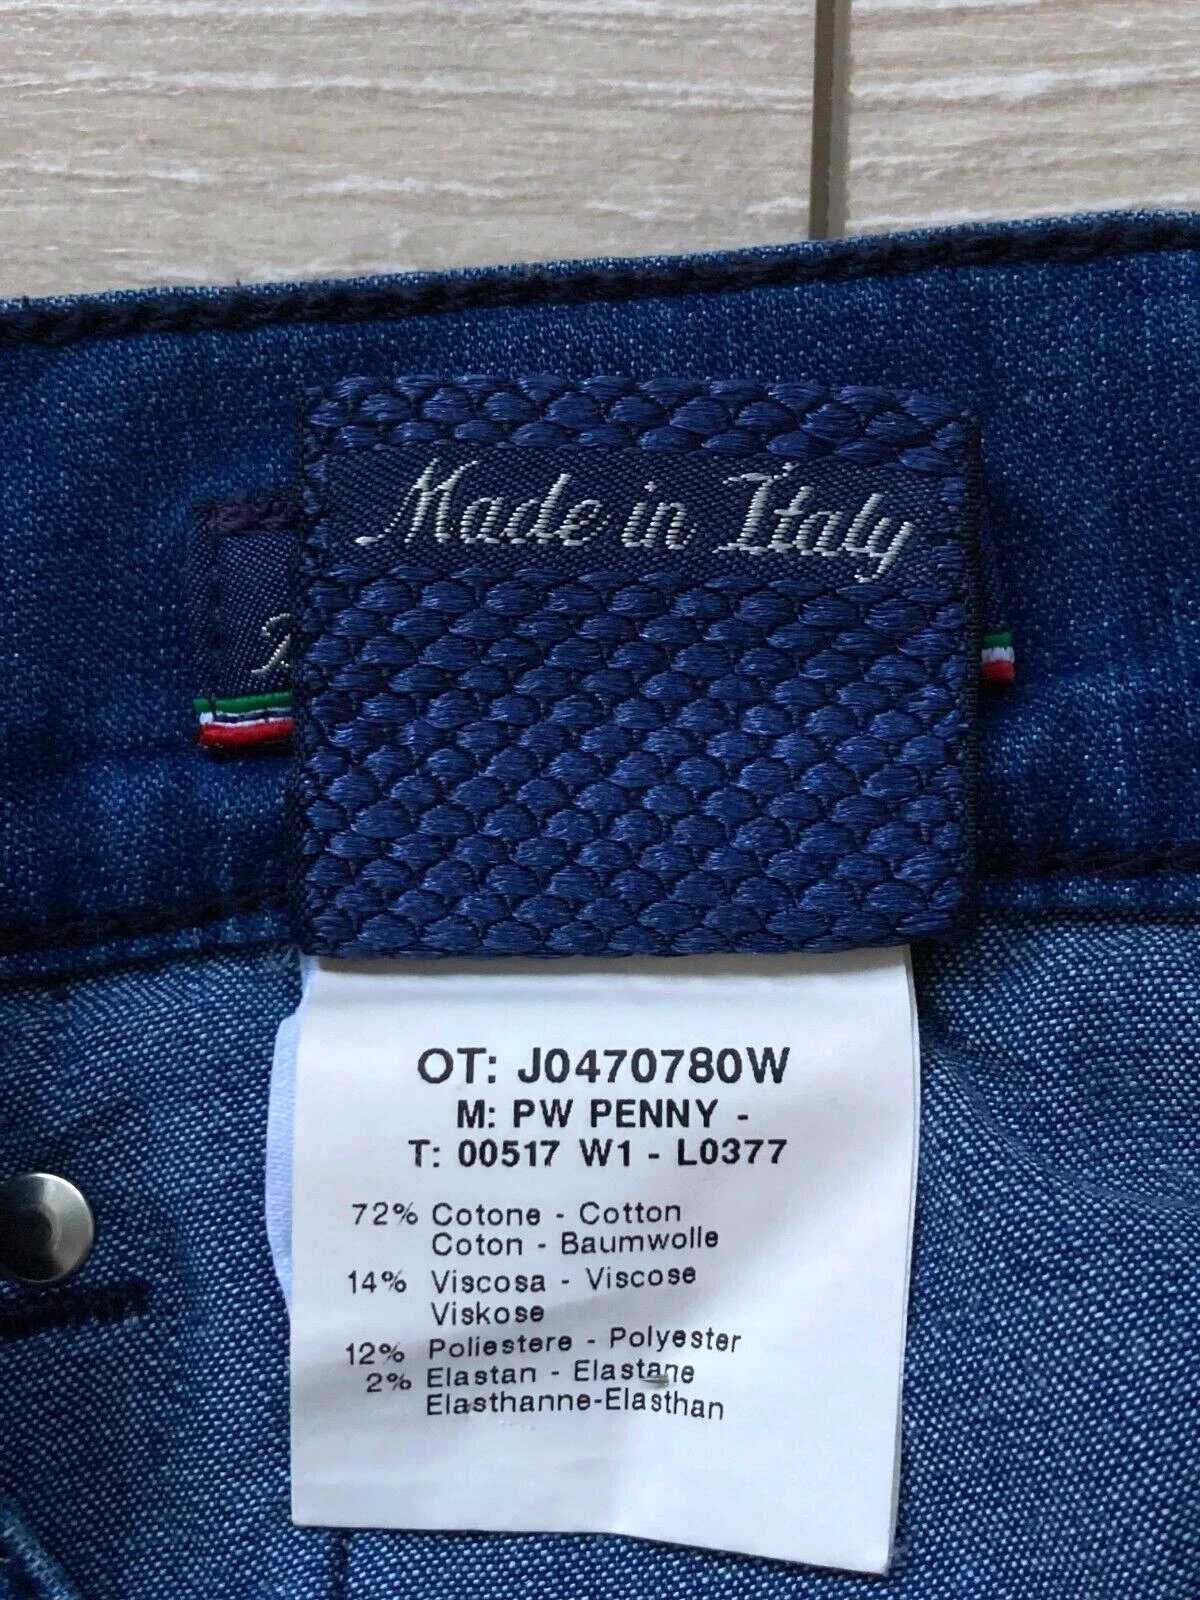 Made in Italy
OT: J0470780W
M: PW PENNY -
T: 00517 W1 - L0377
72% Cotone - Cotton
Coton - Baumwolle
14% Viscosa - Viscose
Viskose
12% Poliestere - Polyester
2% Elastan - Elastane
Elasthanne-Elasthan